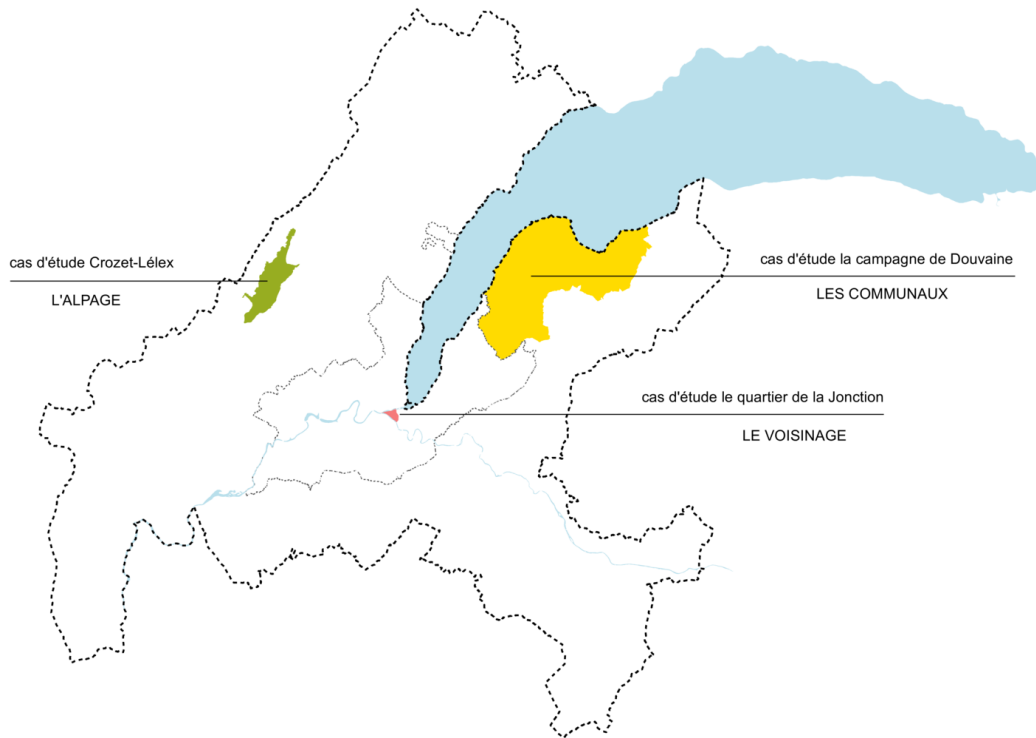 cas d'étude Crozet-Lélex
L'ALPAGE
cas d'étude la campagne de Douvaine
LES COMMUNAUX
cas d'étude le quartier de la Jonction
LE VOISINAGE